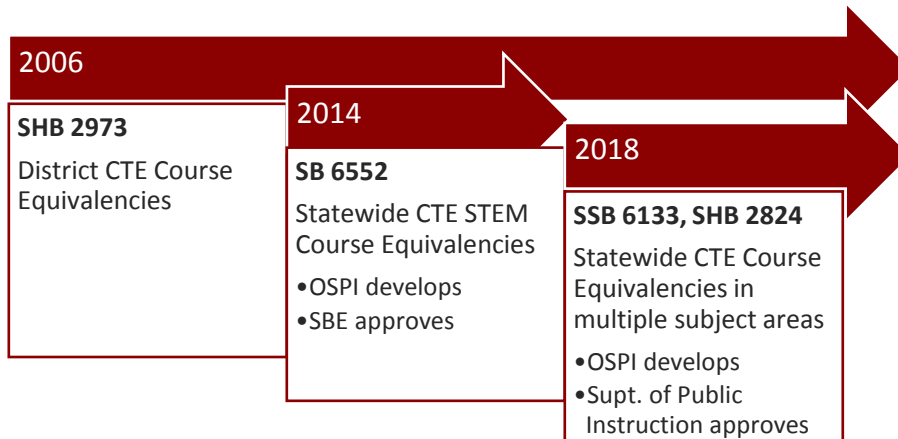 2006
SHB 2973
District CTE Course
Equivalencies
2014
SB 6552
Statewide CTE STEM
Course Equivalencies
•OSPI develops
•SBE approves
2018
SSB 6133, SHB 2824
Statewide CTE Course
Equivalencies in
multiple subject areas
•OSPI develops
•Supt. of Public
Instruction approves